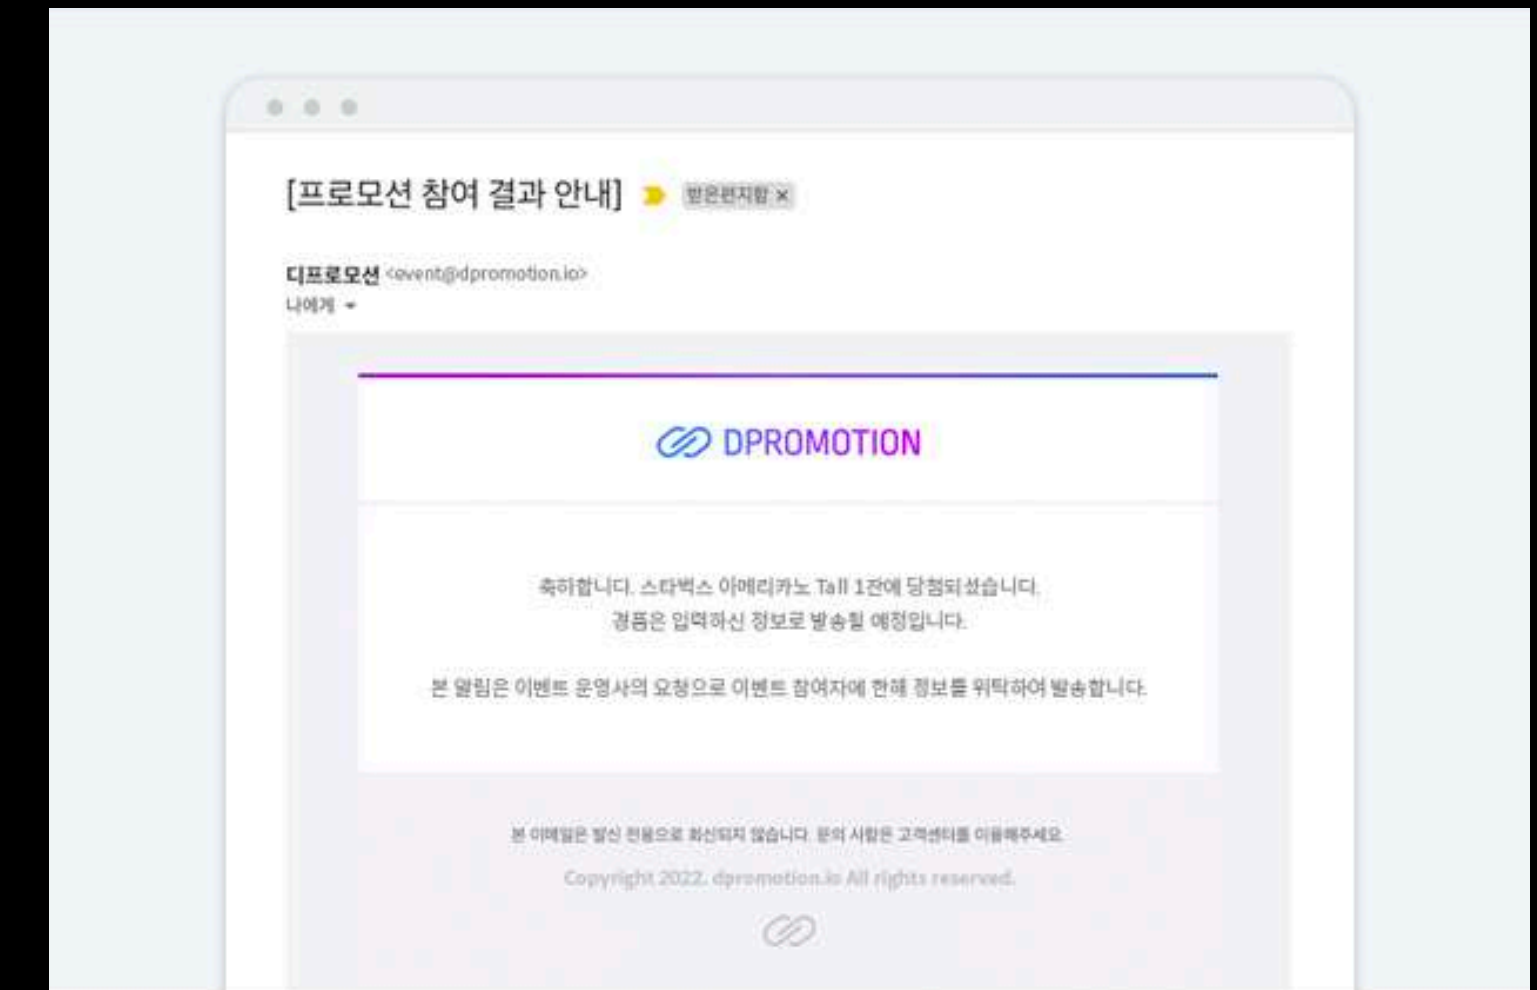 [프로모션 참여 결과 안내] 받은편지함 ×
디프로모션 <event@dpromotion.io>
나에게
DPROMOTION
축하합니다. 스타벅스 아메리카노 Tall 1잔에 당첨되셨습니다.
경품은 입력하신 정보로 발송될 예정입니다.
본 알림은 이벤트 운영사의 요청으로 이벤트 참여자에 한해 정보를 위탁하여 발송합니다.
본 이메일은 발신 전용으로 회신되지 않습니다. 문의 사항은 고객센터를 이용해주세요.
Copyright 2022. dpromotion.io All rights reserved.